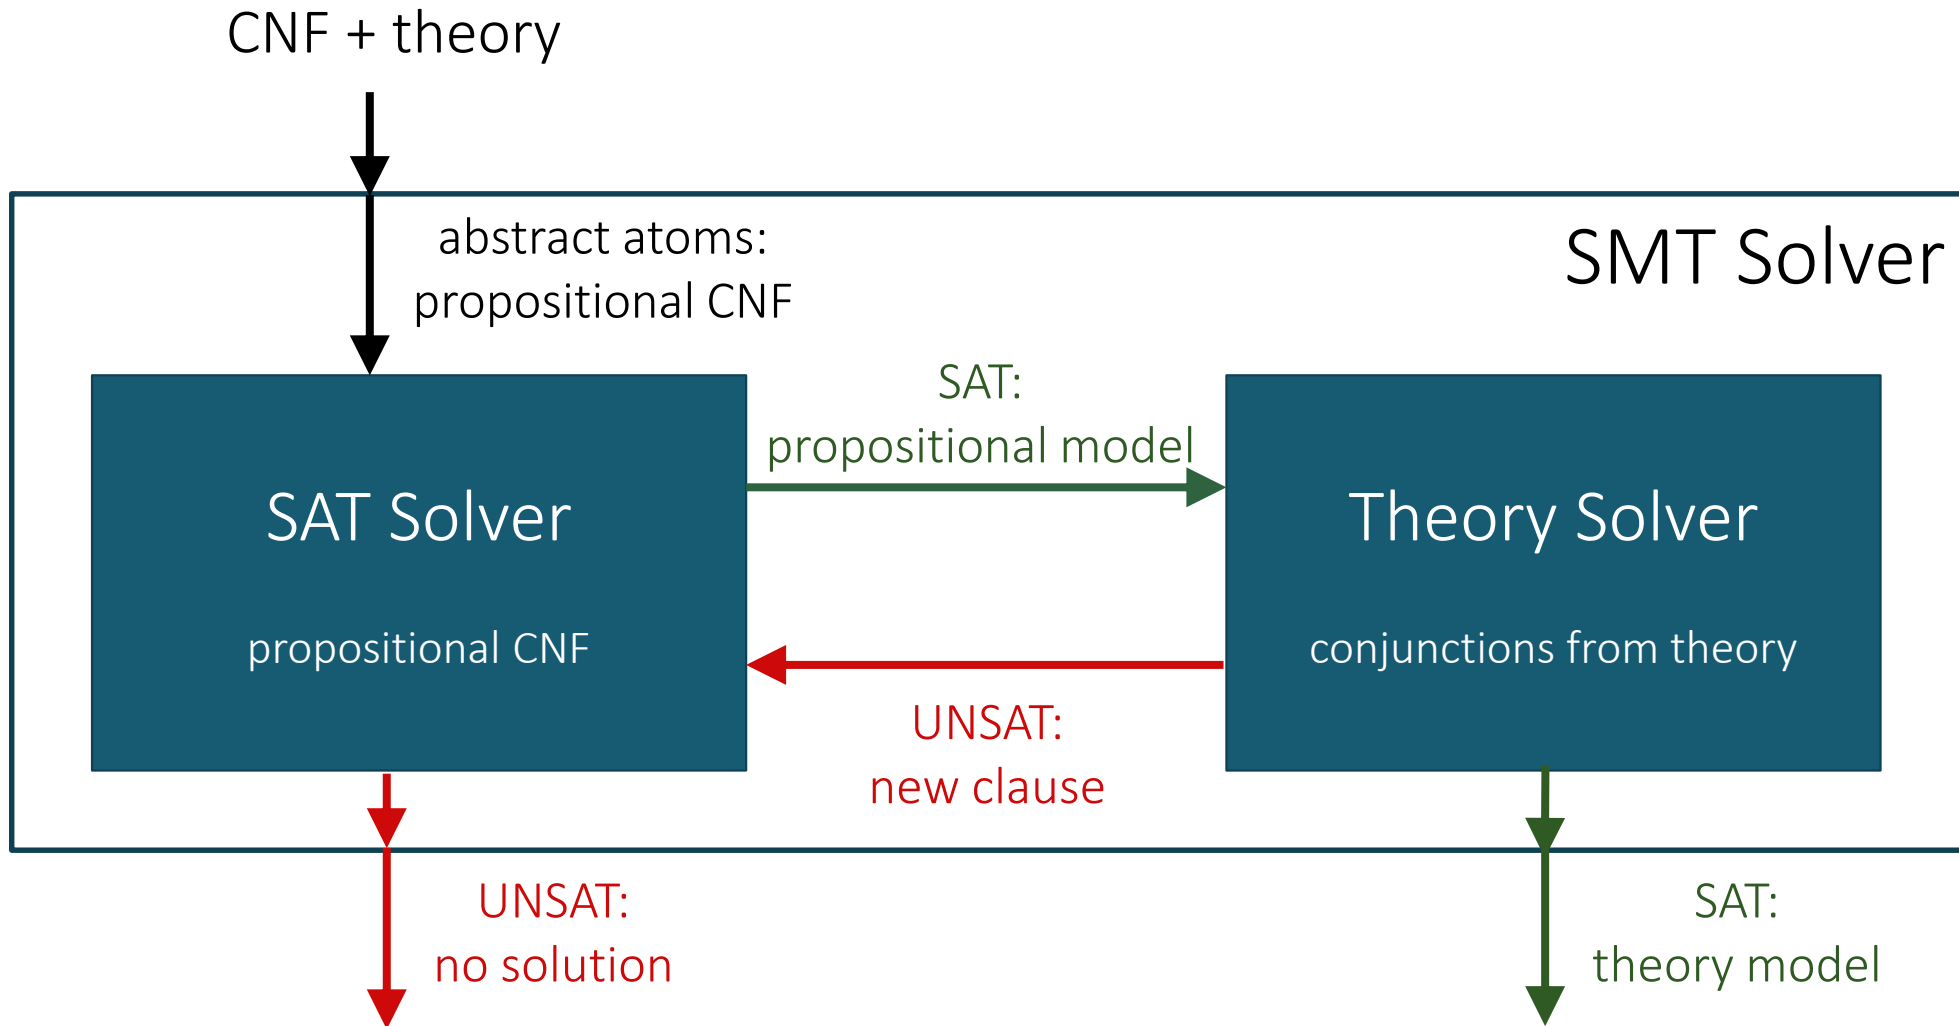 CNF + theory
abstract atoms:
propositional CNF
SMT Solver
SAT:
propositional model
SAT Solver
propositional CNF
Theory Solver
conjunctions from theory
UNSAT:
new clause
UNSAT:
no solution
SAT:
theory model